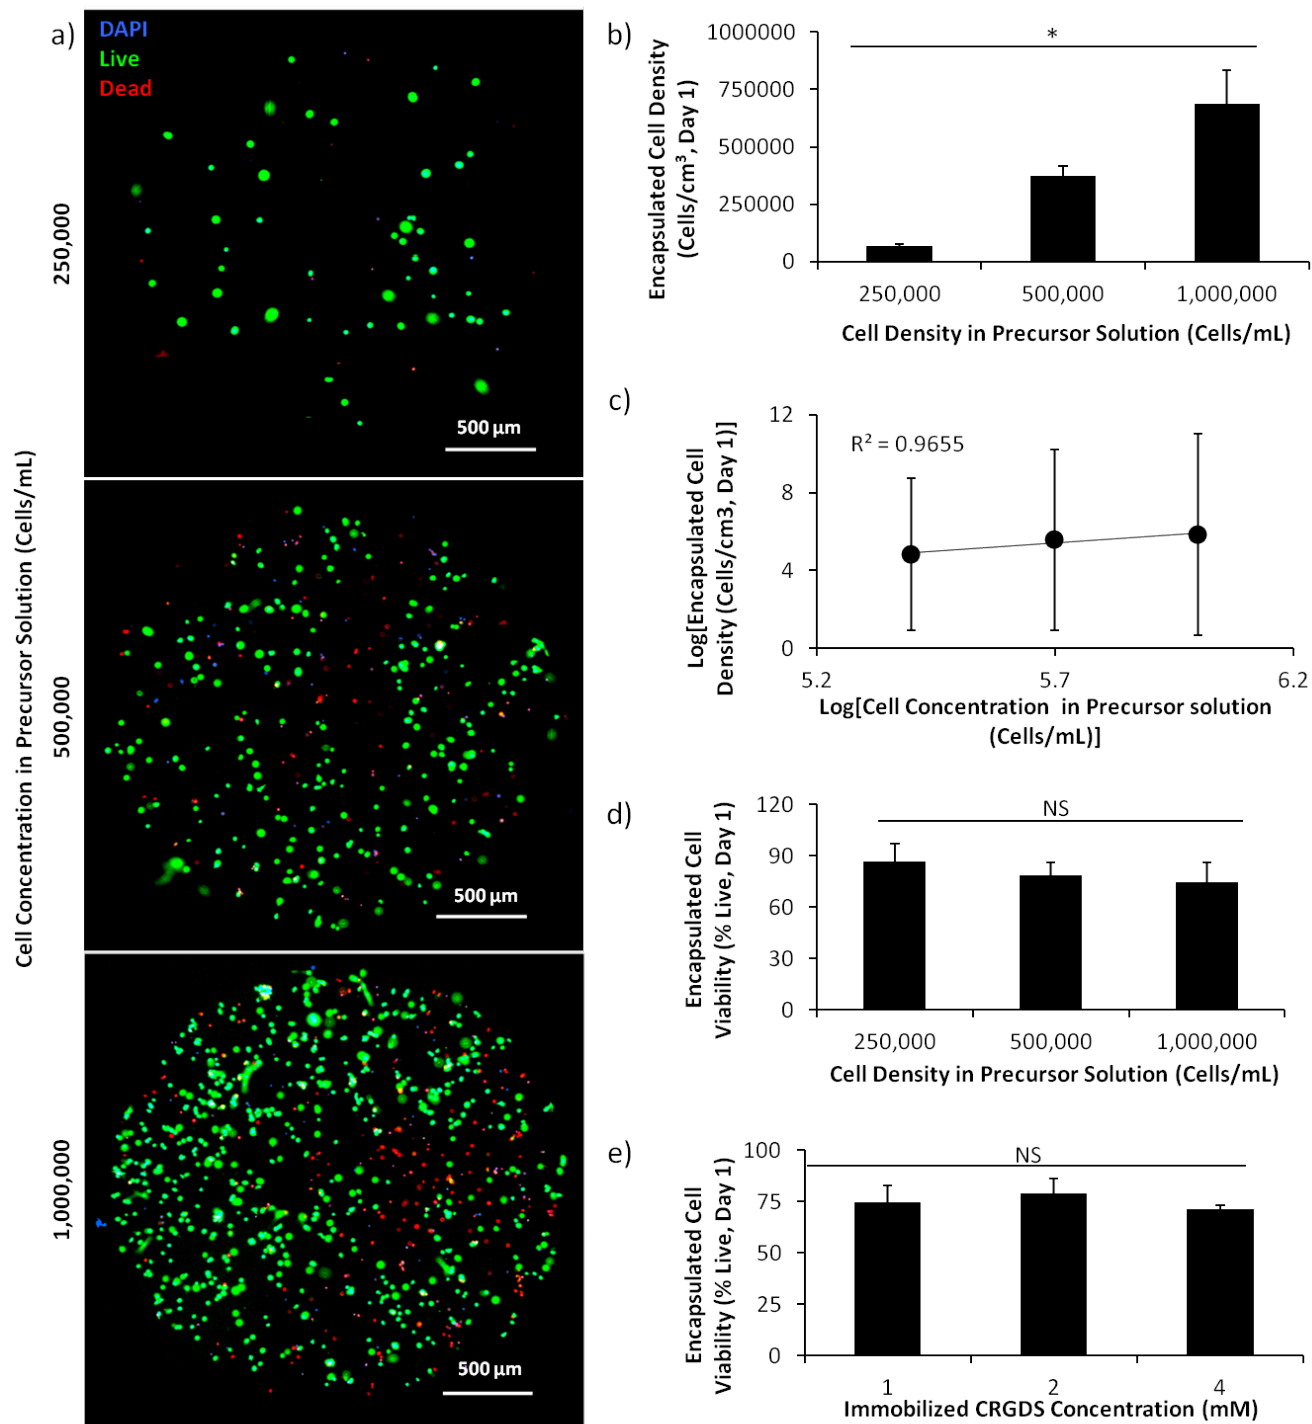 a)
DAPI
Live
Dead
Cell Concentration in Precursor Solution (Cells/mL)
250,000
500 µm
500,000
500 µm
1,000,000
500 µm
b)
Encapsulated Cell Density
(Cells/cm³, Day 1)
1000000
750000
500000
250000
0
*
250,000 500,000 1,000,000
Cell Density in Precursor Solution (Cells/mL)
c)
Log[Encapsulated Cell
Density (Cells/cm3, Day 1)]
12
8
4
0
R² = 0.9655
5.2 5.7 6.2
Log[Cell Concentration in Precursor solution
(Cells/mL)]
d)
Encapsulated Cell
Viability (% Live, Day 1)
120
90
60
30
0
NS
250,000 500,000 1,000,000
Cell Density in Precursor Solution (Cells/mL)
e)
Encapsulated Cell
Viability (% Live, Day 1)
100
75
50
25
0
NS
1 2 4
Immobilized CRGDS Concentration (mM)